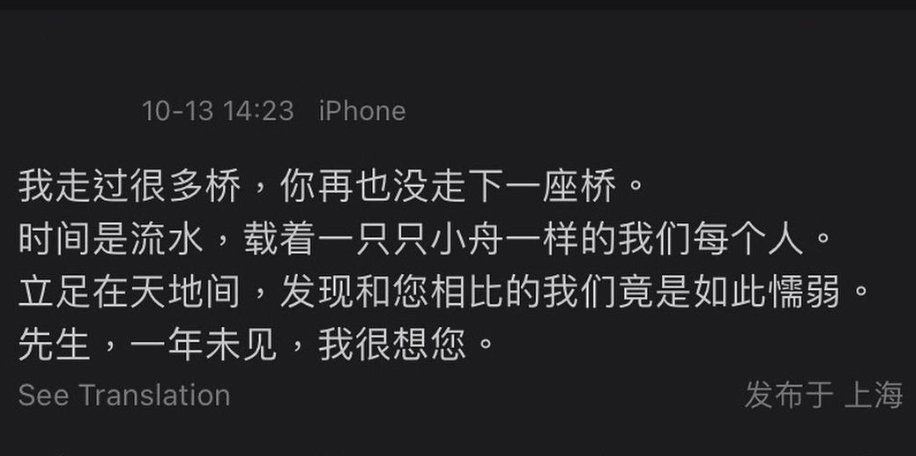 10-13 14:23 iPhone
我走过很多桥，你再也没走下一座桥。
时间是流水，载着一只只小舟一样的我们每个人。
立足在天地间，发现和您相比的我们竟是如此懦弱。
先生，一年未见，我很想您。
See Translation 发布于 上海